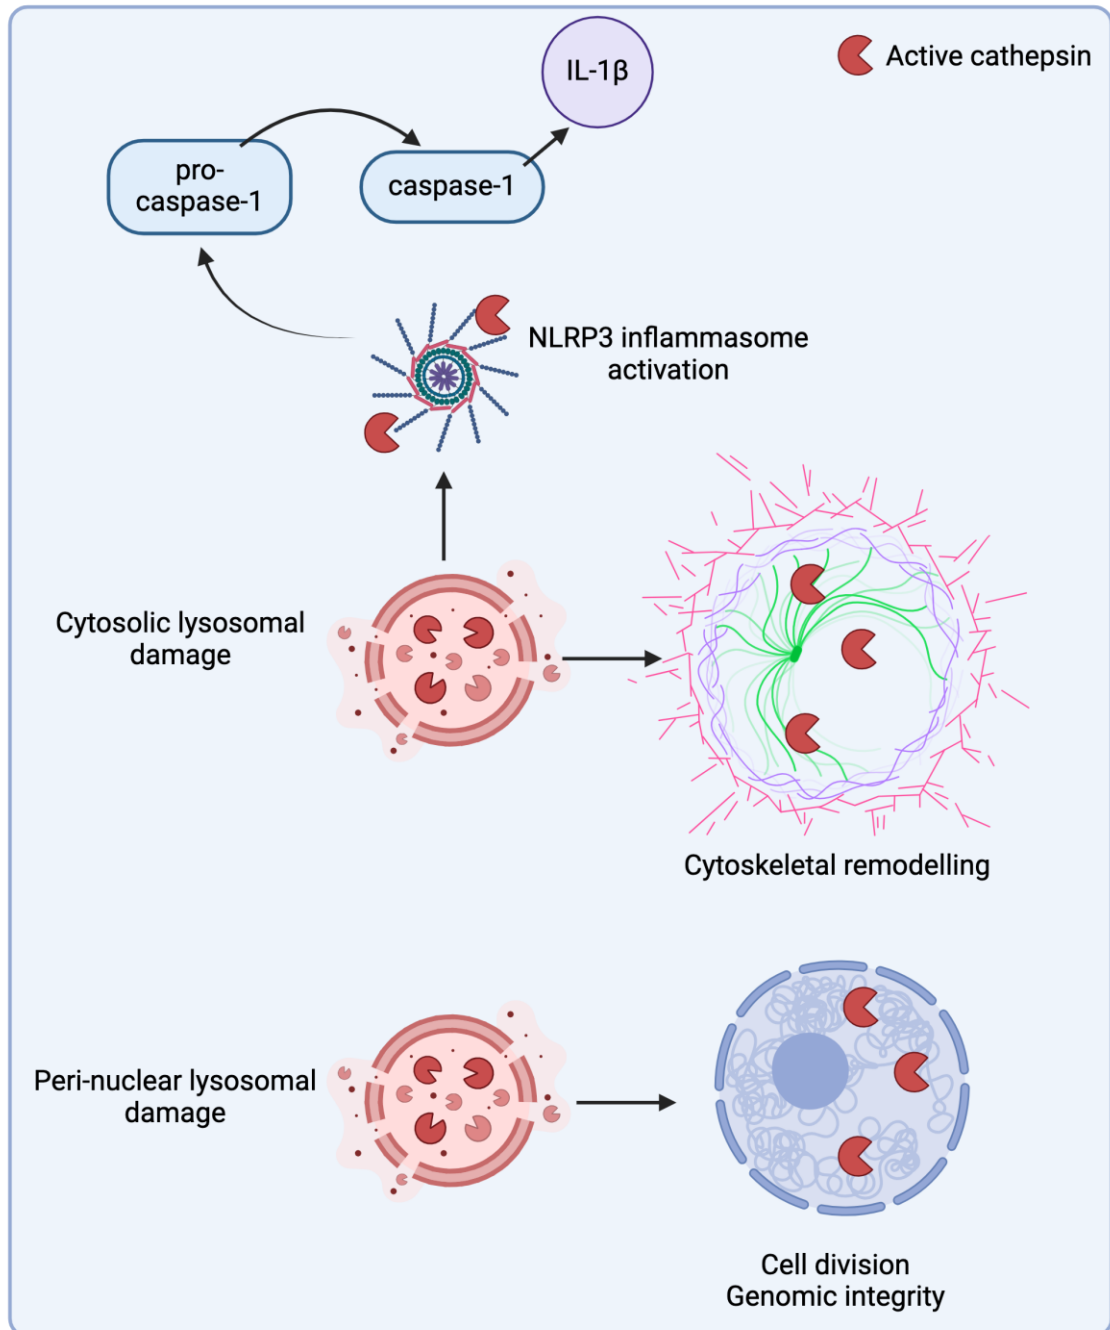 IL-1β
Active cathepsin
pro-
caspase-1
caspase-1
NLRP3 inflammasome
activation
Cytosolic lysosomal
damage
Cytoskeletal remodelling
Peri-nuclear lysosomal
damage
Cell division
Genomic integrity